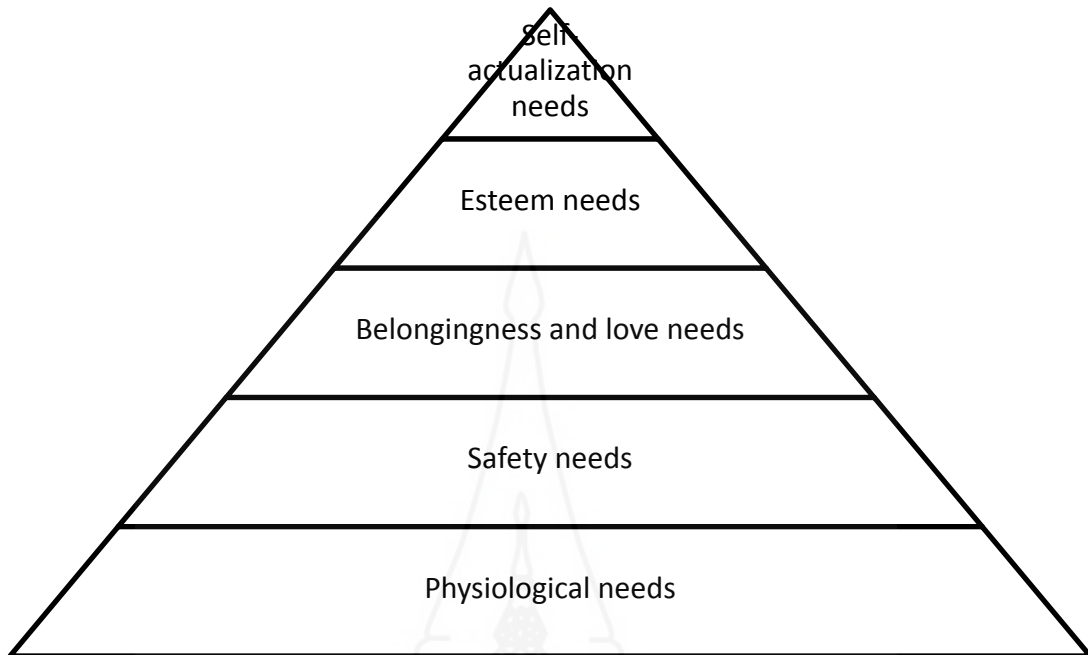 Self-
actualization
needs
Esteem needs
Belongingness and love needs
Safety needs
Physiological needs